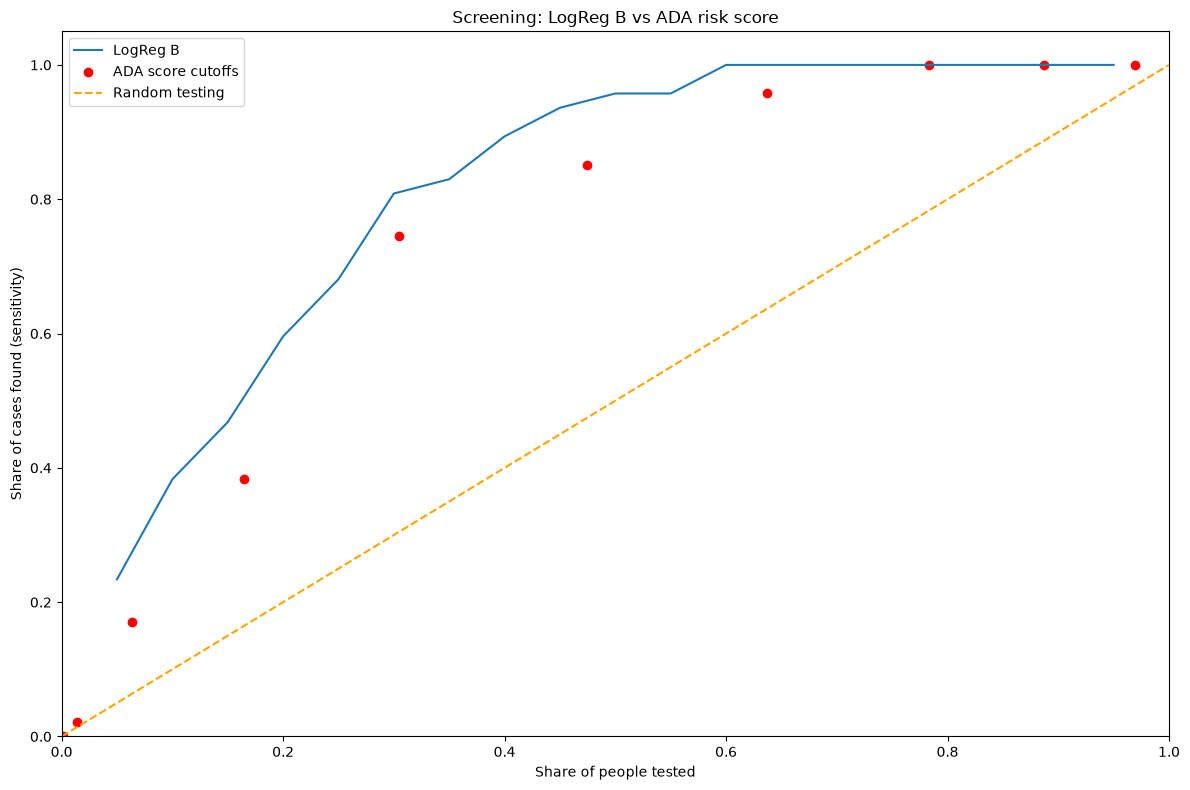 Screening: LogReg B vs ADA risk score
LogReg B
ADA score cutoffs
Random testing
1.0
0.8
0.6
0.4
0.2
0.0
Share of cases found (sensitivity)
0.0 0.2 0.4 0.6 0.8 1.0
Share of people tested